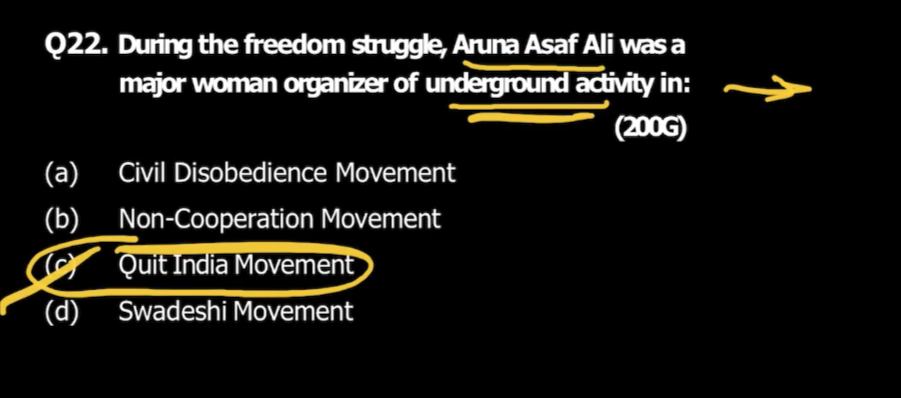 Q22. During the freedom struggle, Aruna Asaf Ali was a
major woman organizer of underground activity in:
(200G)
(a) Civil Disobedience Movement
(b) Non-Cooperation Movement
(c) Quit India Movement
(d) Swadeshi Movement